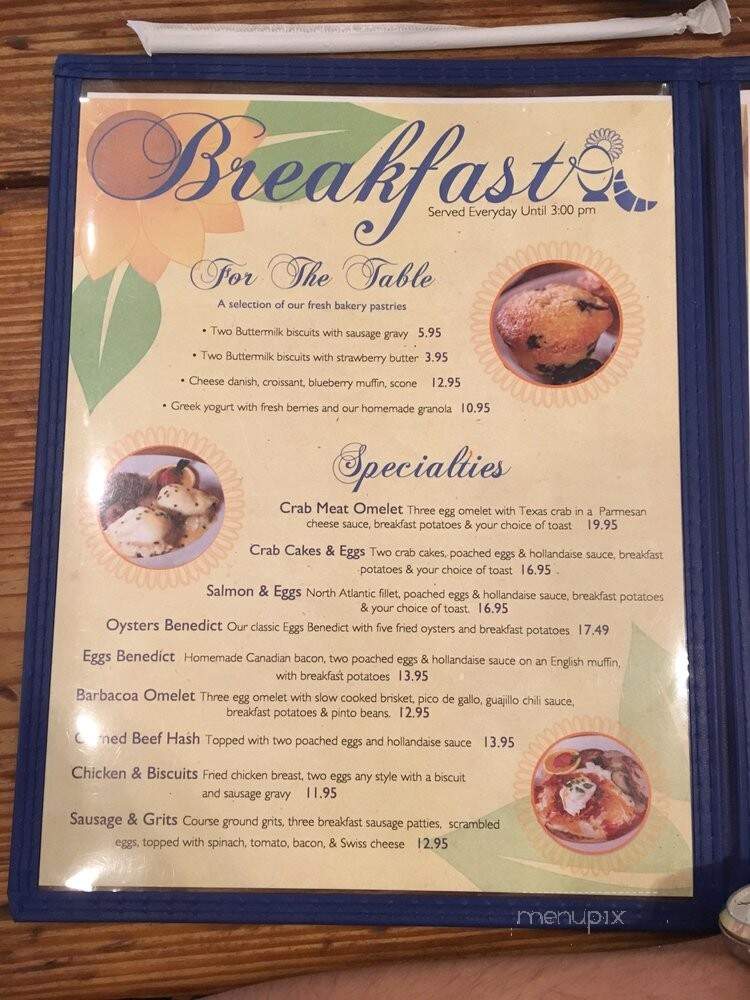 Breakfast
Served Everyday Until 3:00 pm
For The Table
A selection of our fresh bakery pastries
• Two Buttermilk biscuits with sausage gravy 5.95
• Two Buttermilk biscuits with strawberry butter 3.95
• Cheese danish, croissant, blueberry muffin, scone 12.95
• Greek yogurt with fresh berries and our homemade granola 10.95
Specialties
Crab Meat Omelet Three egg omelet with Texas crab in a Parmesan
cheese sauce, breakfast potatoes & your choice of toast 19.95
Crab Cakes & Eggs Two crab cakes, poached eggs & hollandaise sauce, breakfast
potatoes & your choice of toast 16.95
Salmon & Eggs North Atlantic fillet, poached eggs & hollandaise sauce, breakfast potatoes
& your choice of toast. 16.95
Oysters Benedict Our classic Eggs Benedict with five fried oysters and breakfast potatoes 17.49
Eggs Benedict Homemade Canadian bacon, two poached eggs & hollandaise sauce on an English muffin,
with breakfast potatoes 13.95
Barbacoa Omelet Three egg omelet with slow cooked brisket, pico de gallo, guajillo chili sauce,
breakfast potatoes & pinto beans. 12.95
Corned Beef Hash Topped with two poached eggs and hollandaise sauce 13.95
Chicken & Biscuits Fried chicken breast, two eggs any style with a biscuit
and sausage gravy 11.95
Sausage & Grits Course ground grits, three breakfast sausage patties, scrambled
eggs, topped with spinach, tomato, bacon, & Swiss cheese 12.95
menupix